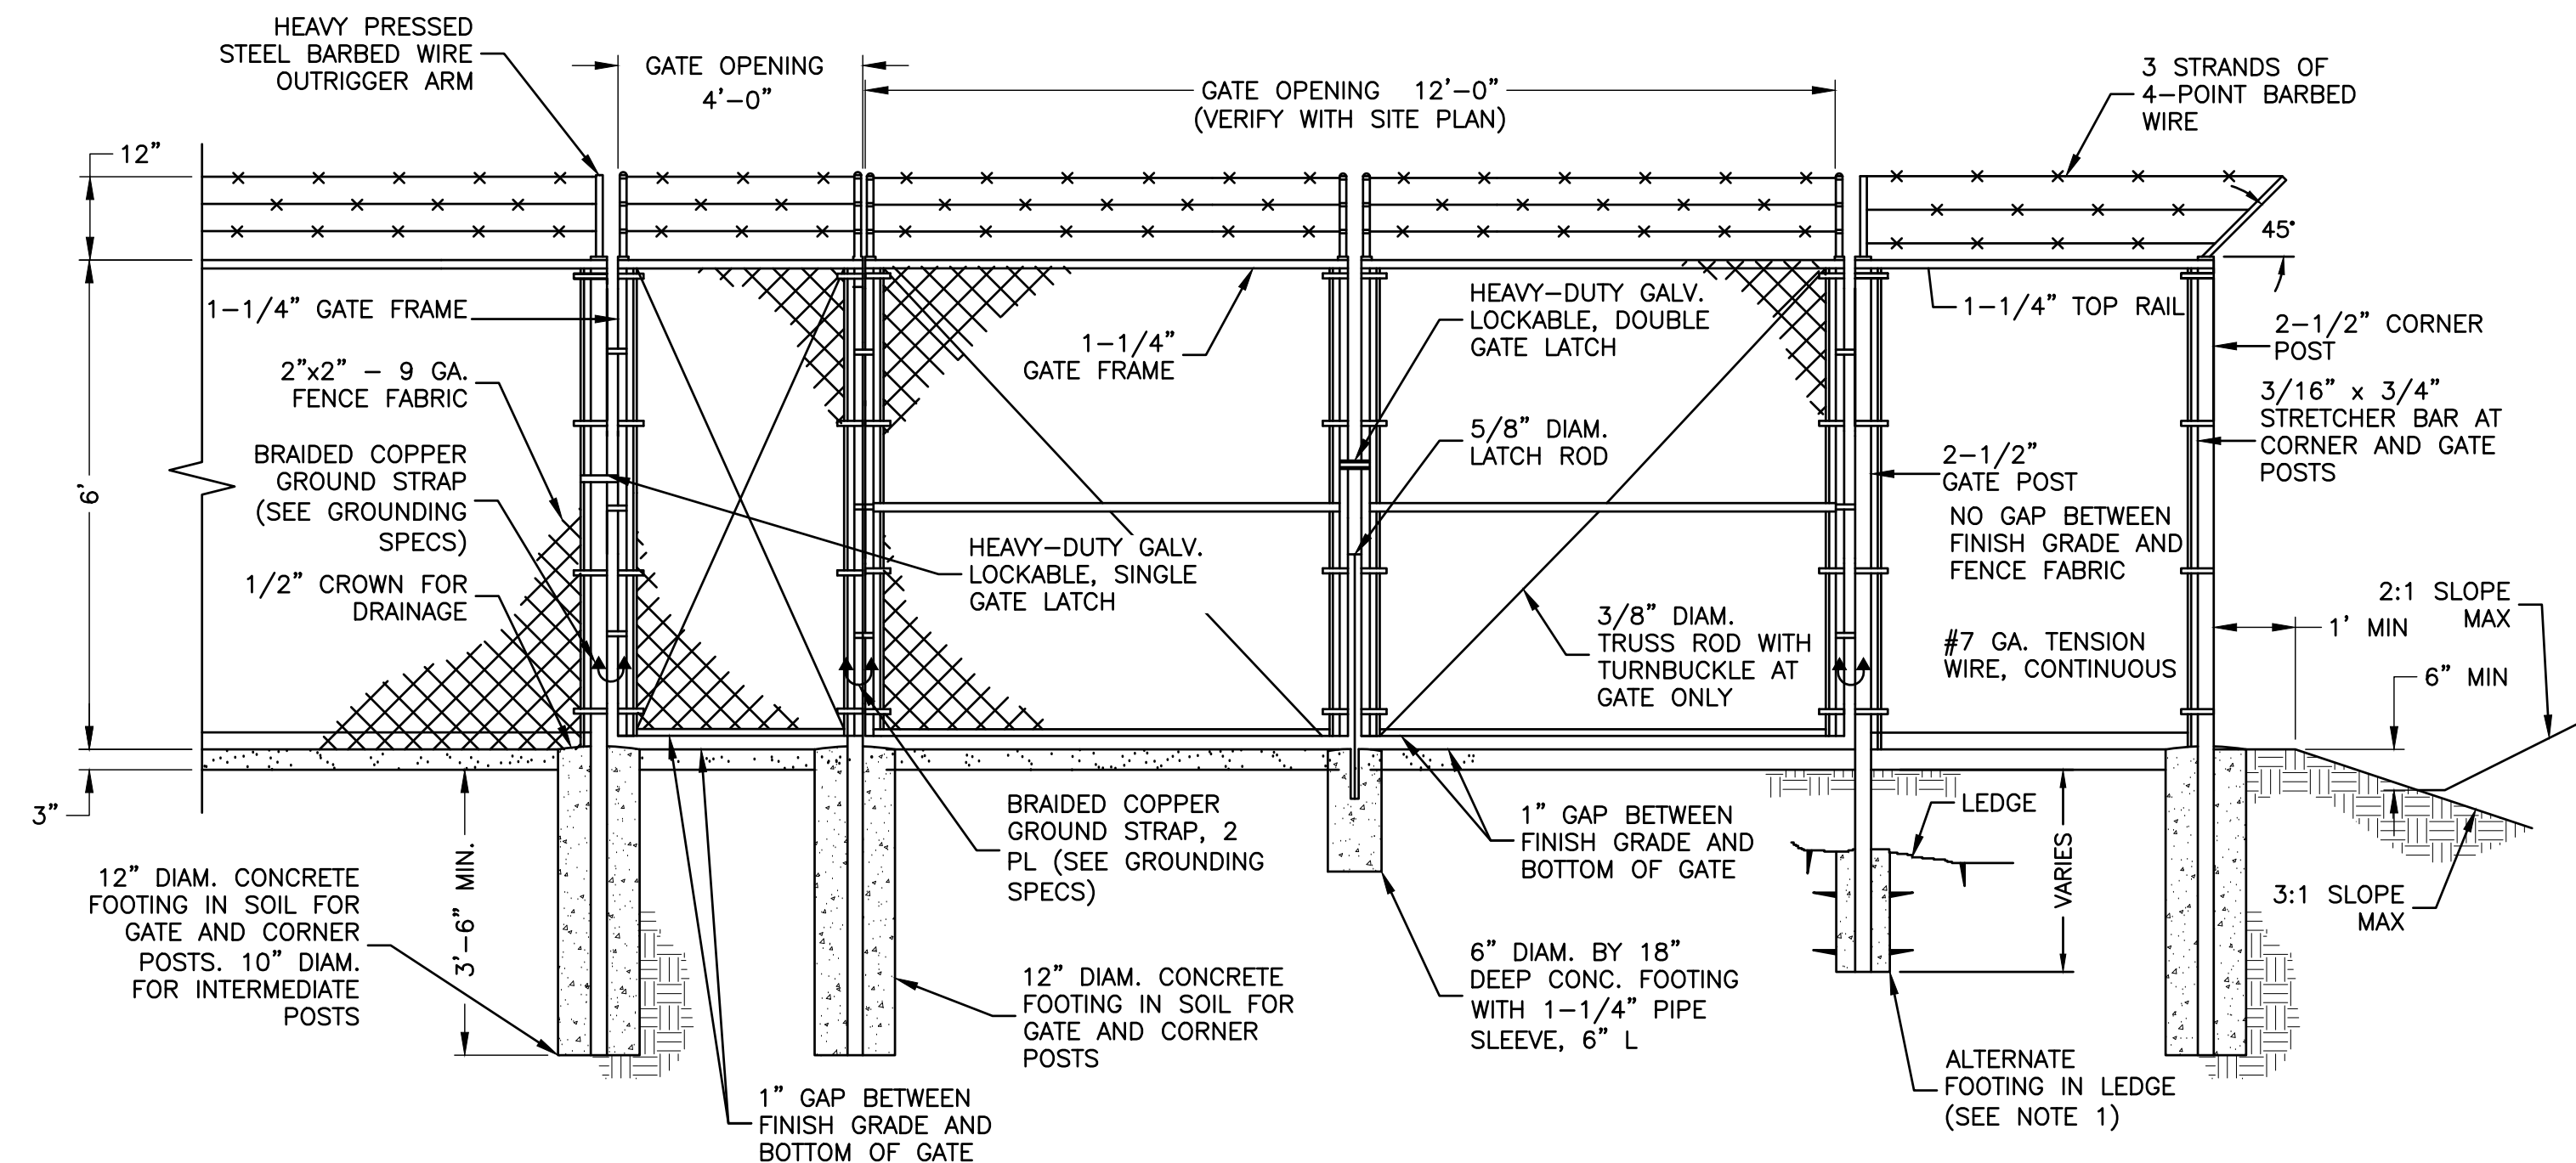 HEAVY PRESSED
STEEL BARBED WIRE
OUTRIGGER ARM
GATE OPENING
4'-0"
GATE OPENING 12'-0"
(VERIFY WITH SITE PLAN)
3 STRANDS OF
4-POINT BARBED
WIRE
12"
45°
6'
3"
1-1/4" GATE FRAME
2"x2" - 9 GA.
FENCE FABRIC
BRAIDED COPPER
GROUND STRAP
(SEE GROUNDING
SPECS)
1/2" CROWN FOR
DRAINAGE
1-1/4"
GATE FRAME
HEAVY-DUTY GALV.
LOCKABLE, DOUBLE
GATE LATCH
5/8" DIAM.
LATCH ROD
HEAVY-DUTY GALV.
LOCKABLE, SINGLE
GATE LATCH
3/8" DIAM.
TRUSS ROD WITH
TURNBUCKLE AT
GATE ONLY
1-1/4" TOP RAIL
2-1/2" CORNER
POST
3/16" x 3/4"
STRETCHER BAR AT
CORNER AND GATE
POSTS
2-1/2"
GATE POST
NO GAP BETWEEN
FINISH GRADE AND
FENCE FABRIC
#7 GA. TENSION
WIRE, CONTINUOUS
2:1 SLOPE
MAX
1' MIN
6" MIN
3:1 SLOPE
MAX
12" DIAM. CONCRETE
FOOTING IN SOIL FOR
GATE AND CORNER
POSTS. 10" DIAM.
FOR INTERMEDIATE
POSTS
3'-6" MIN.
BRAIDED COPPER
GROUND STRAP, 2
PL (SEE GROUNDING
SPECS)
12" DIAM. CONCRETE
FOOTING IN SOIL FOR
GATE AND CORNER
POSTS
1" GAP BETWEEN
FINISH GRADE AND
BOTTOM OF GATE
1" GAP BETWEEN
FINISH GRADE AND
BOTTOM OF GATE
6" DIAM. BY 18"
DEEP CONC. FOOTING
WITH 1-1/4" PIPE
SLEEVE, 6" L
LEDGE
VARIES
ALTERNATE
FOOTING IN LEDGE
(SEE NOTE 1)